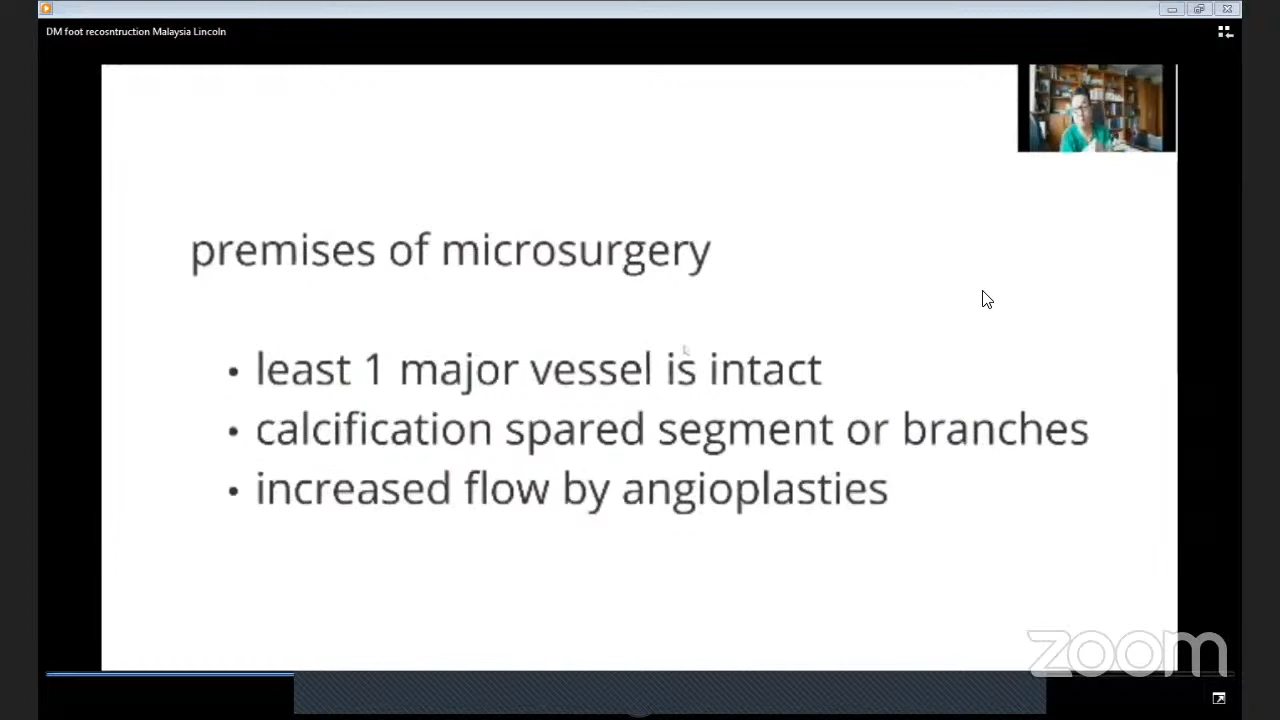 DM foot recosntruction Malaysia Lincoln
premises of microsurgery
• least 1 major vessel is intact
• calcification spared segment or branches
• increased flow by angioplasties
zoom